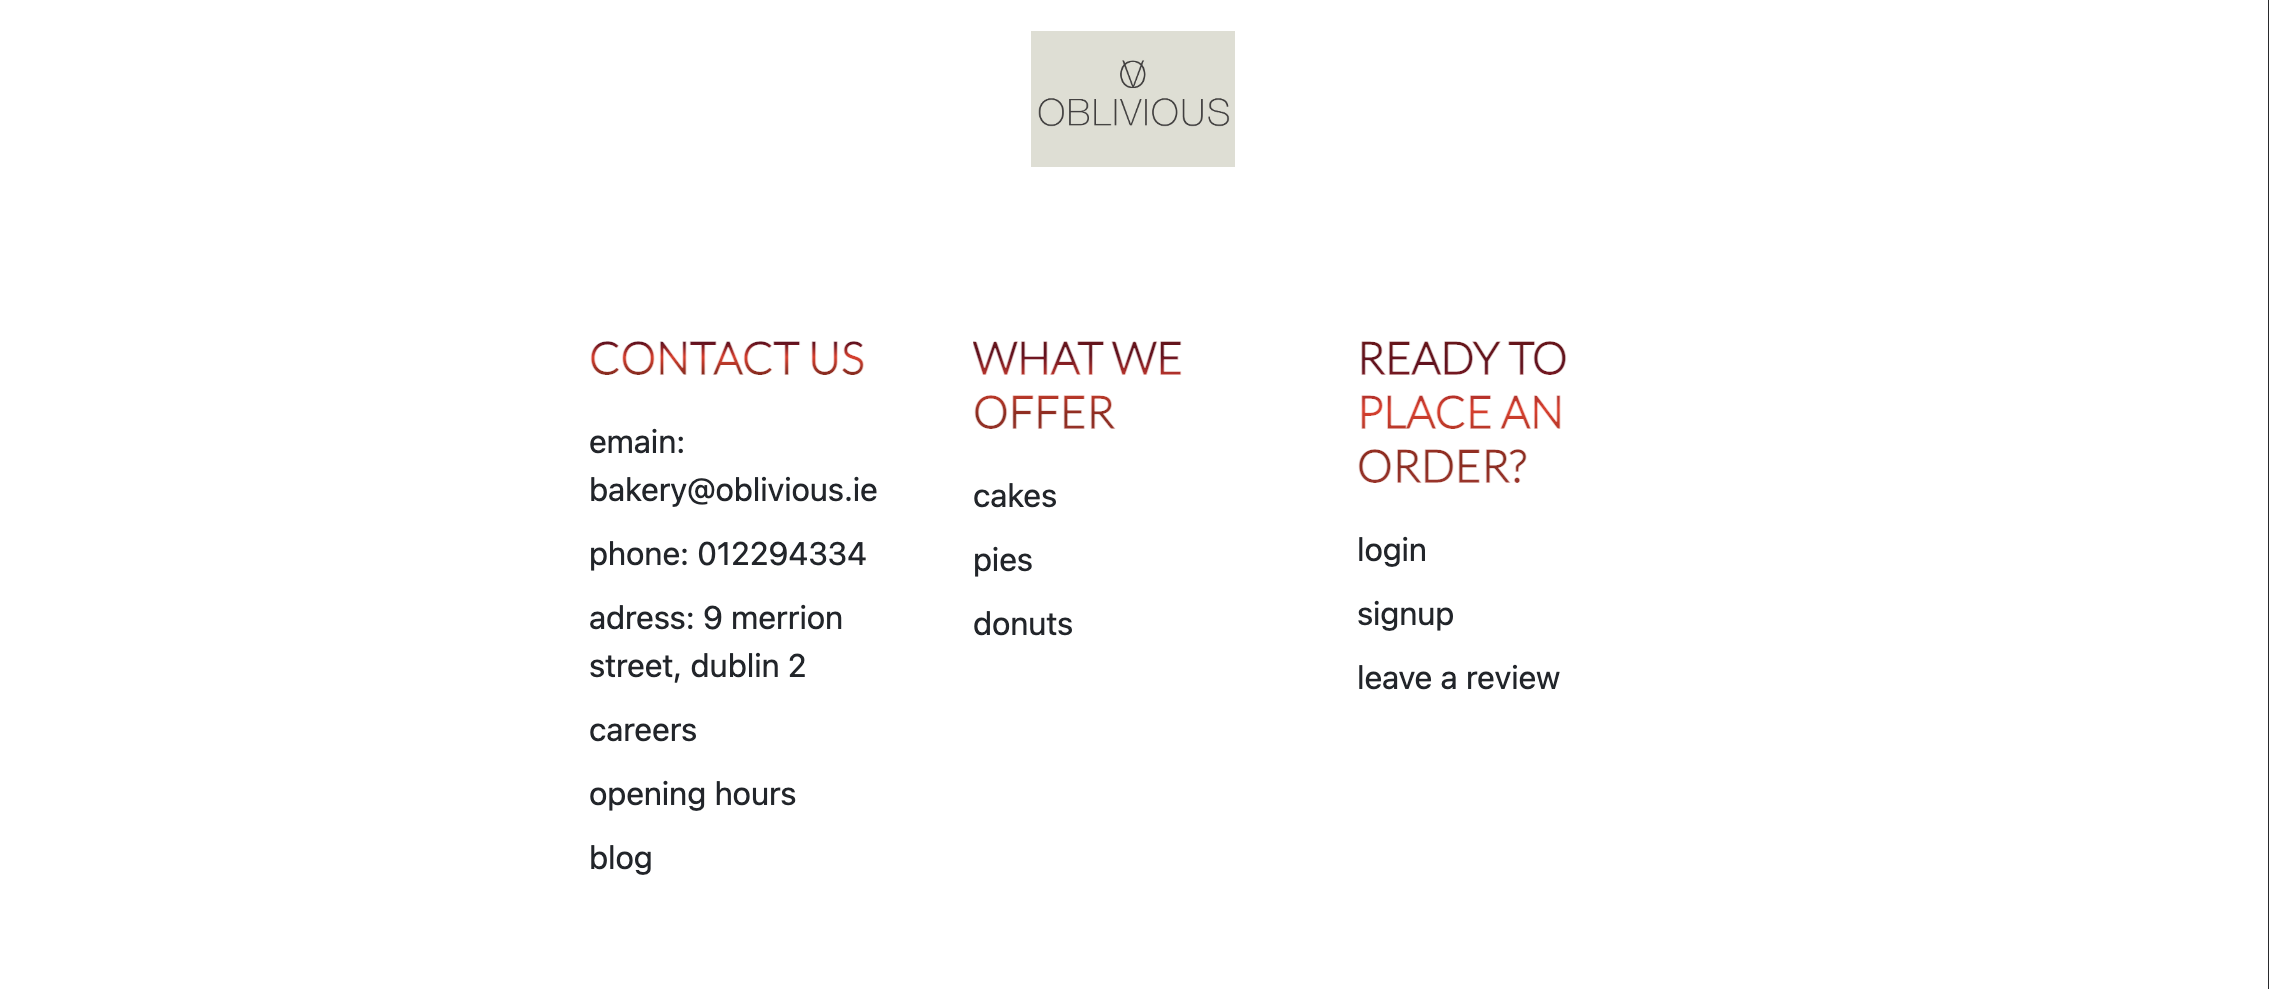 OBLIVIOUS
CONTACT US
emain:
bakery@oblivious.ie
phone: 012294334
adress: 9 merrion
street, dublin 2
careers
opening hours
blog
WHAT WE
OFFER
cakes
pies
donuts
READY TO
PLACE AN
ORDER?
login
signup
leave a review